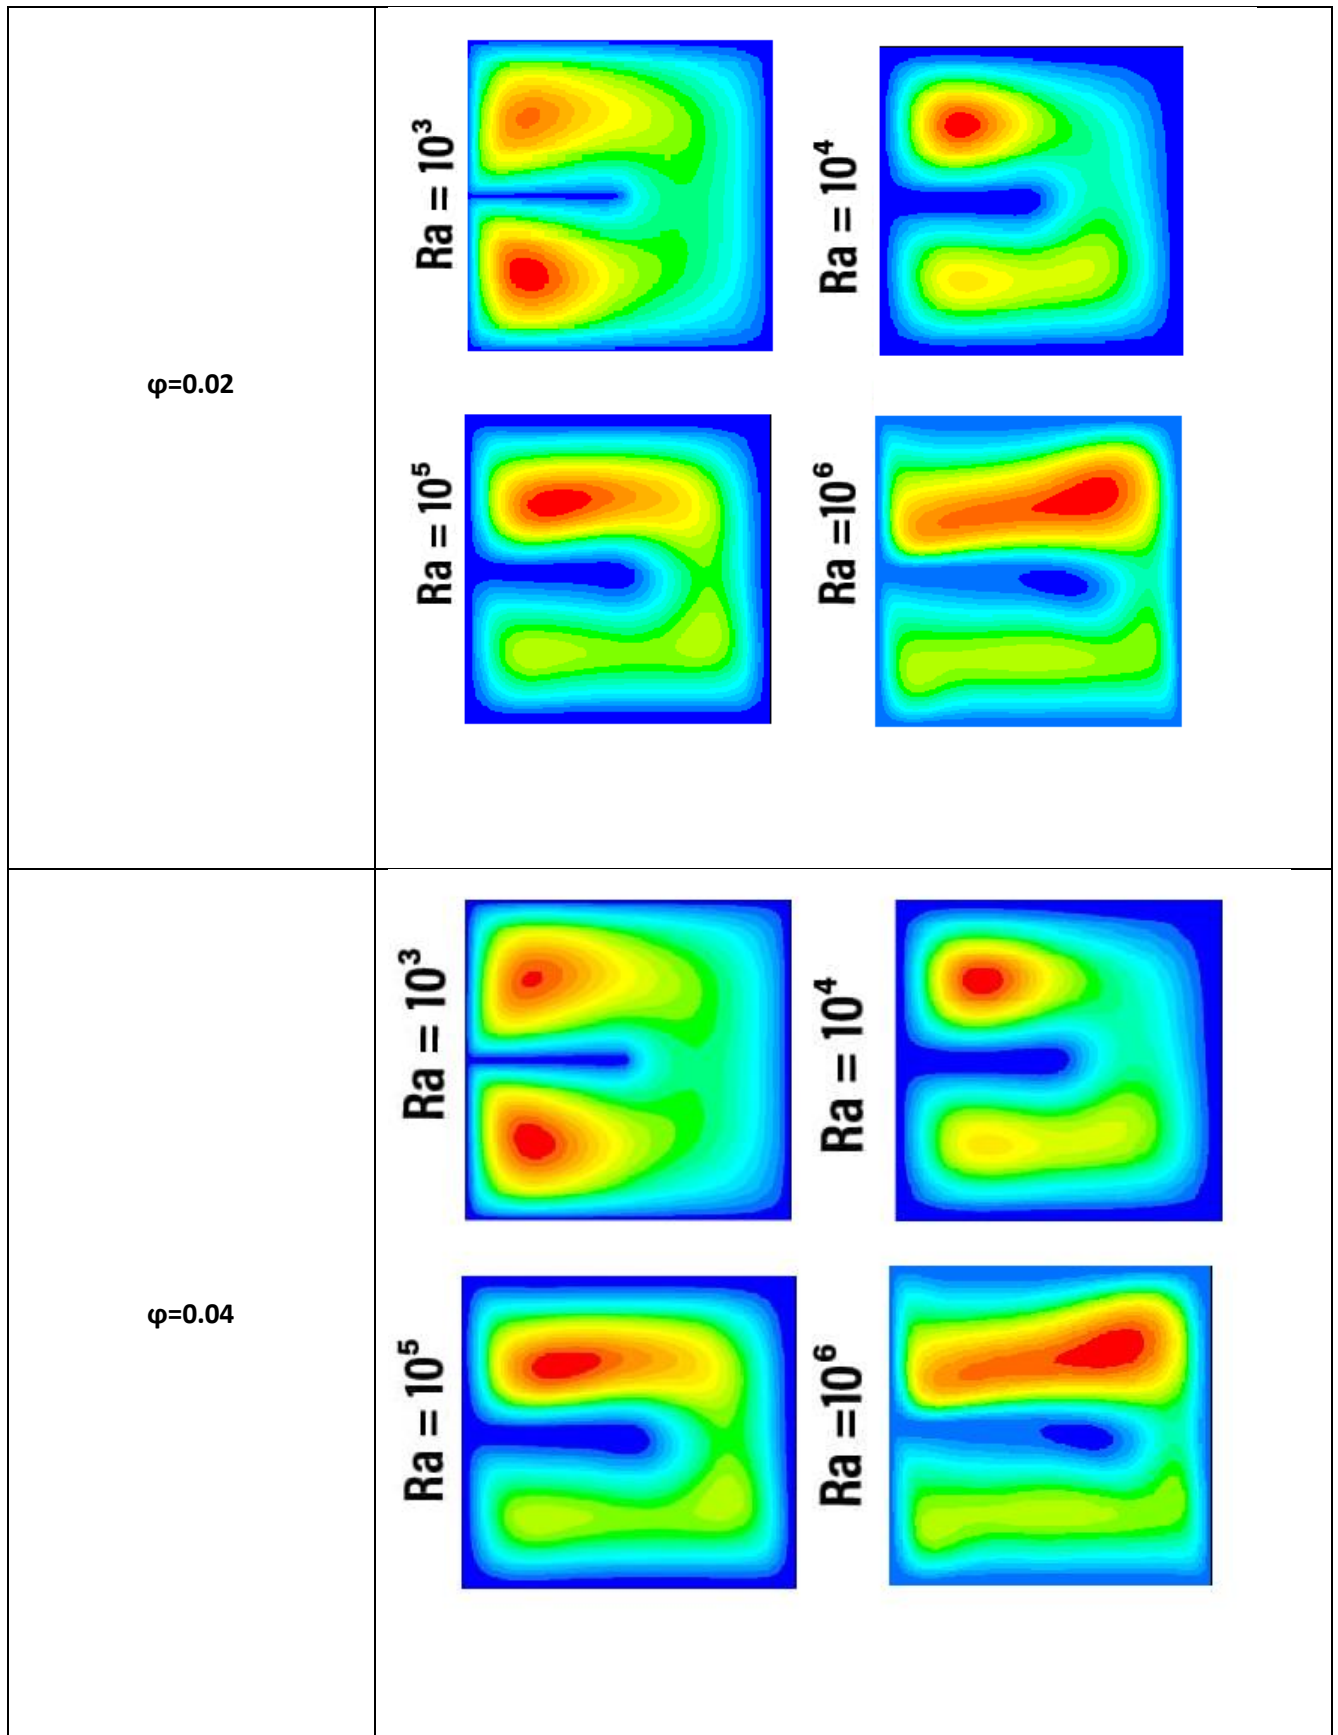 φ=0.02
Ra = 10³
Ra = 10⁴
Ra = 10⁵
Ra =10⁶
φ=0.04
Ra = 10³
Ra = 10⁴
Ra = 10⁵
Ra =10⁶